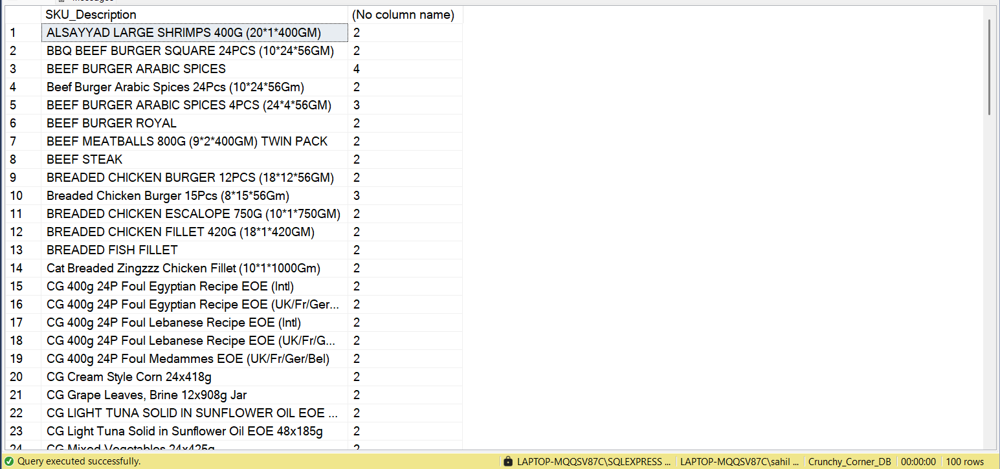 Messages
SKU_Description (No column name)
1 ALSAYYAD LARGE SHRIMPS 400G (20*1*400GM) 2
2 BBQ BEEF BURGER SQUARE 24PCS (10*24*56GM) 2
3 BEEF BURGER ARABIC SPICES 4
4 Beef Burger Arabic Spices 24Pcs (10*24*56Gm) 2
5 BEEF BURGER ARABIC SPICES 4PCS (24*4*56GM) 3
6 BEEF BURGER ROYAL 2
7 BEEF MEATBALLS 800G (9*2*400GM) TWIN PACK 2
8 BEEF STEAK 2
9 BREADED CHICKEN BURGER 12PCS (18*12*56GM) 2
10 Breaded Chicken Burger 15Pcs (8*15*56Gm) 3
11 BREADED CHICKEN ESCALOPE 750G (10*1*750GM) 2
12 BREADED CHICKEN FILLET 420G (18*1*420GM) 2
13 BREADED FISH FILLET 2
14 Cat Breaded Zingzzz Chicken Fillet (10*1*1000Gm) 2
15 CG 400g 24P Foul Egyptian Recipe EOE (Intl) 2
16 CG 400g 24P Foul Egyptian Recipe EOE (UK/Fr/Ger... 2
17 CG 400g 24P Foul Lebanese Recipe EOE (Intl) 2
18 CG 400g 24P Foul Lebanese Recipe EOE (UK/Fr/G... 2
19 CG 400g 24P Foul Medammes EOE (UK/Fr/Ger/Bel) 2
20 CG Cream Style Corn 24x418g 2
21 CG Grape Leaves, Brine 12x908g Jar 2
22 CG LIGHT TUNA SOLID IN SUNFLOWER OIL EOE ... 2
23 CG Light Tuna Solid in Sunflower Oil EOE 48x185g 2
24 CG Mixed Vegetables 24x425g 2
Query executed successfully. LAPTOP-MQQSV87C\SQLEXPRESS ... LAPTOP-MQQSV87C\sahil ... Crunchy_Corner_DB 00:00:00 100 rows